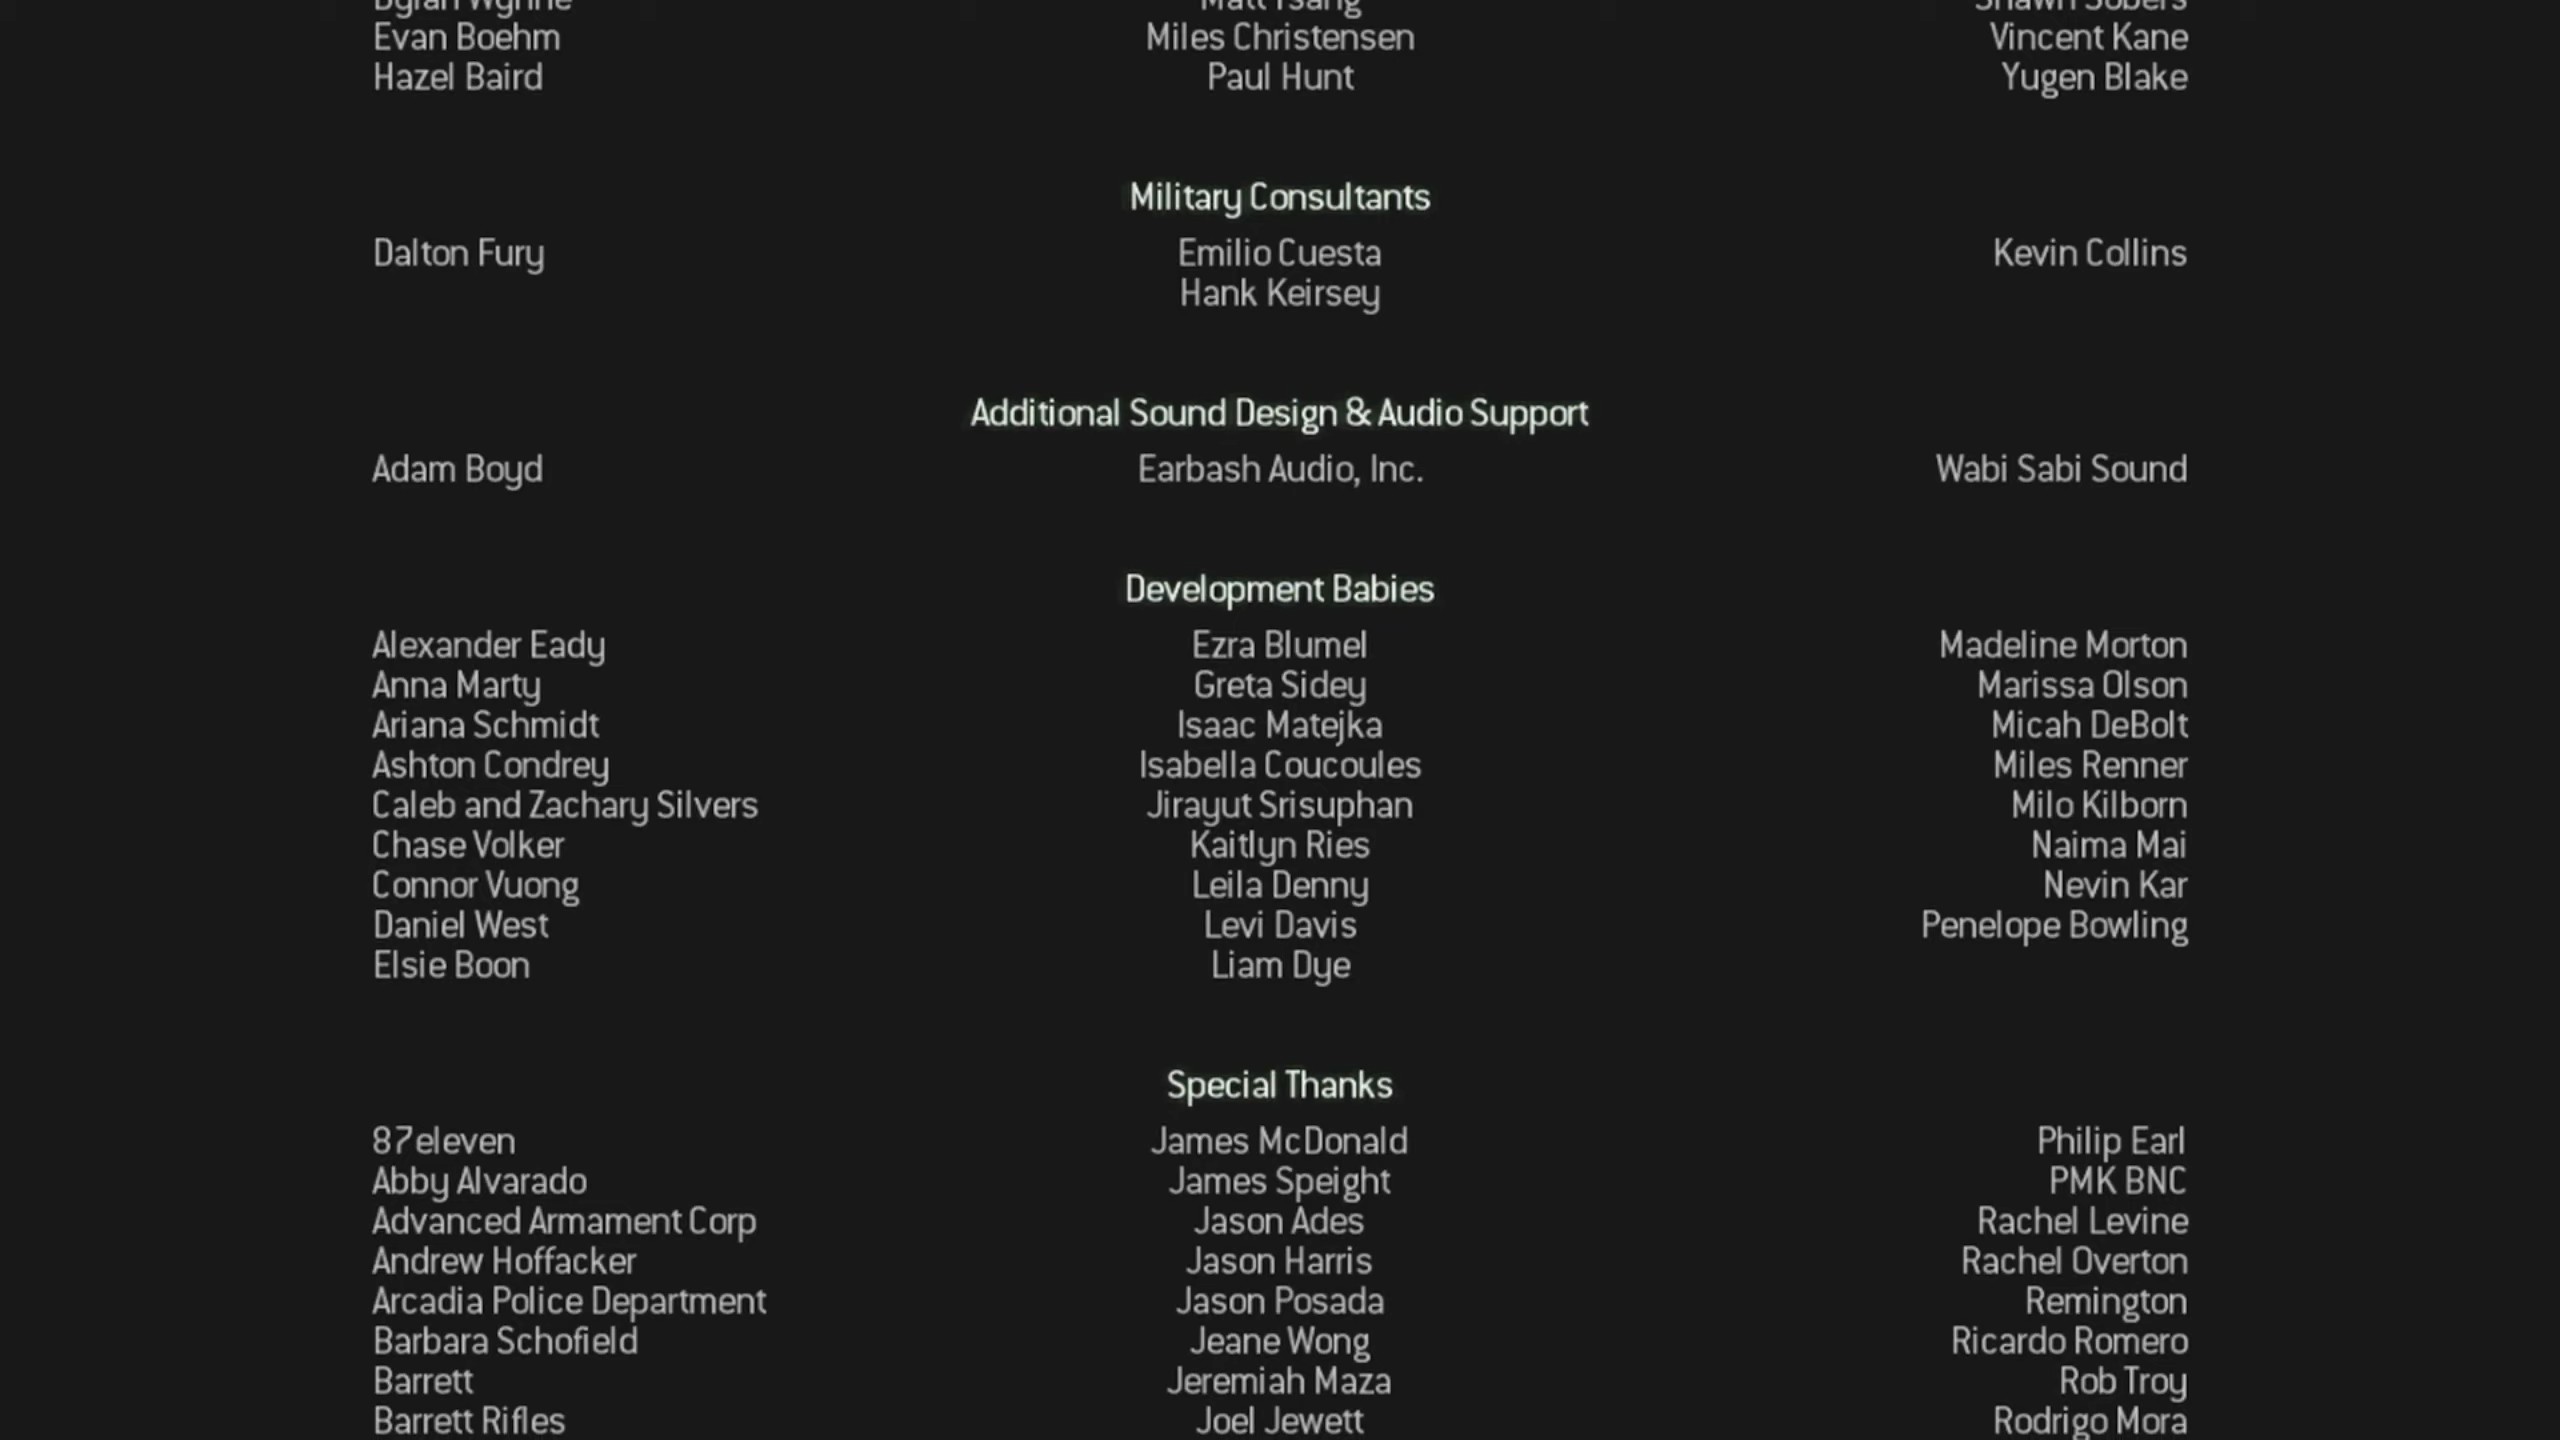 Evan Boehm Miles Christensen Vincent Kane
Hazel Baird Paul Hunt Yugen Blake
Military Consultants
Dalton Fury Emilio Cuesta Kevin Collins
Hank Keirsey
Additional Sound Design & Audio Support
Adam Boyd Earbash Audio, Inc. Wabi Sabi Sound
Development Babies
Alexander Eady Ezra Blumel Madeline Morton
Anna Marty Greta Sidey Marissa Olson
Ariana Schmidt Isaac Matejka Micah DeBolt
Ashton Condrey Isabella Coucoules Miles Renner
Caleb and Zachary Silvers Jirayut Srisuphan Milo Kilborn
Chase Volker Kaitlyn Ries Naima Mai
Connor Vuong Leila Denny Nevin Kar
Daniel West Levi Davis Penelope Bowling
Elsie Boon Liam Dye
Special Thanks
87eleven James McDonald Philip Earl
Abby Alvarado James Speight PMK BNC
Advanced Armament Corp Jason Ades Rachel Levine
Andrew Hoffacker Jason Harris Rachel Overton
Arcadia Police Department Jason Posada Remington
Barbara Schofield Jeane Wong Ricardo Romero
Barrett Jeremiah Maza Rob Troy
Barrett Rifles Joel Jewett Rodrigo Mora